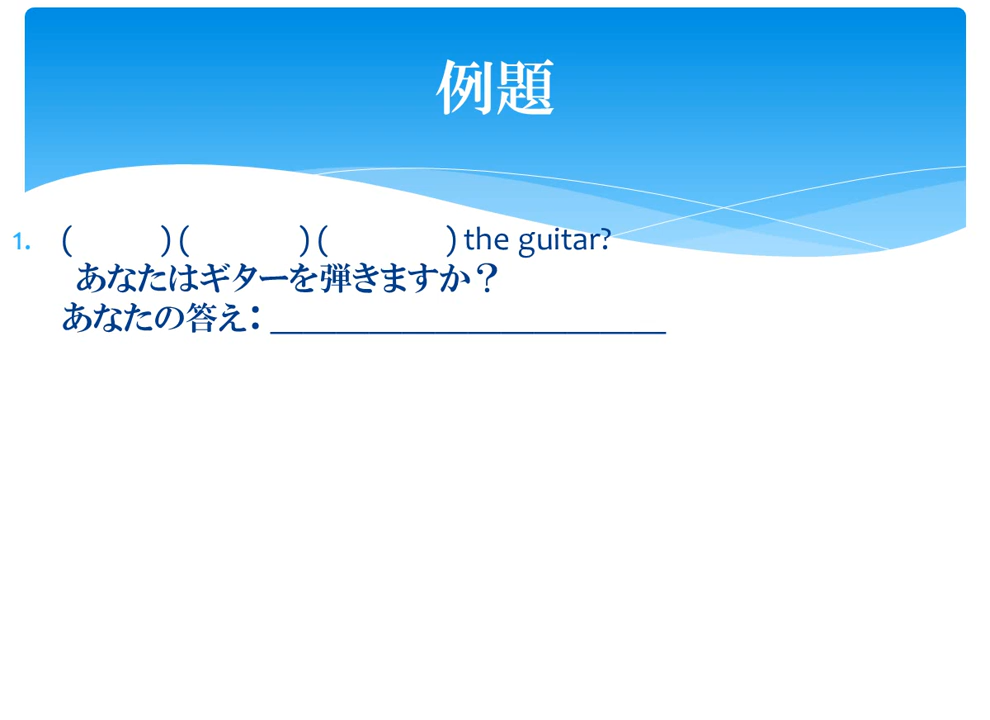 例題
1. (          ) (            ) (             ) the guitar?
あなたはギターを弾きますか？
あなたの答え：_________________________